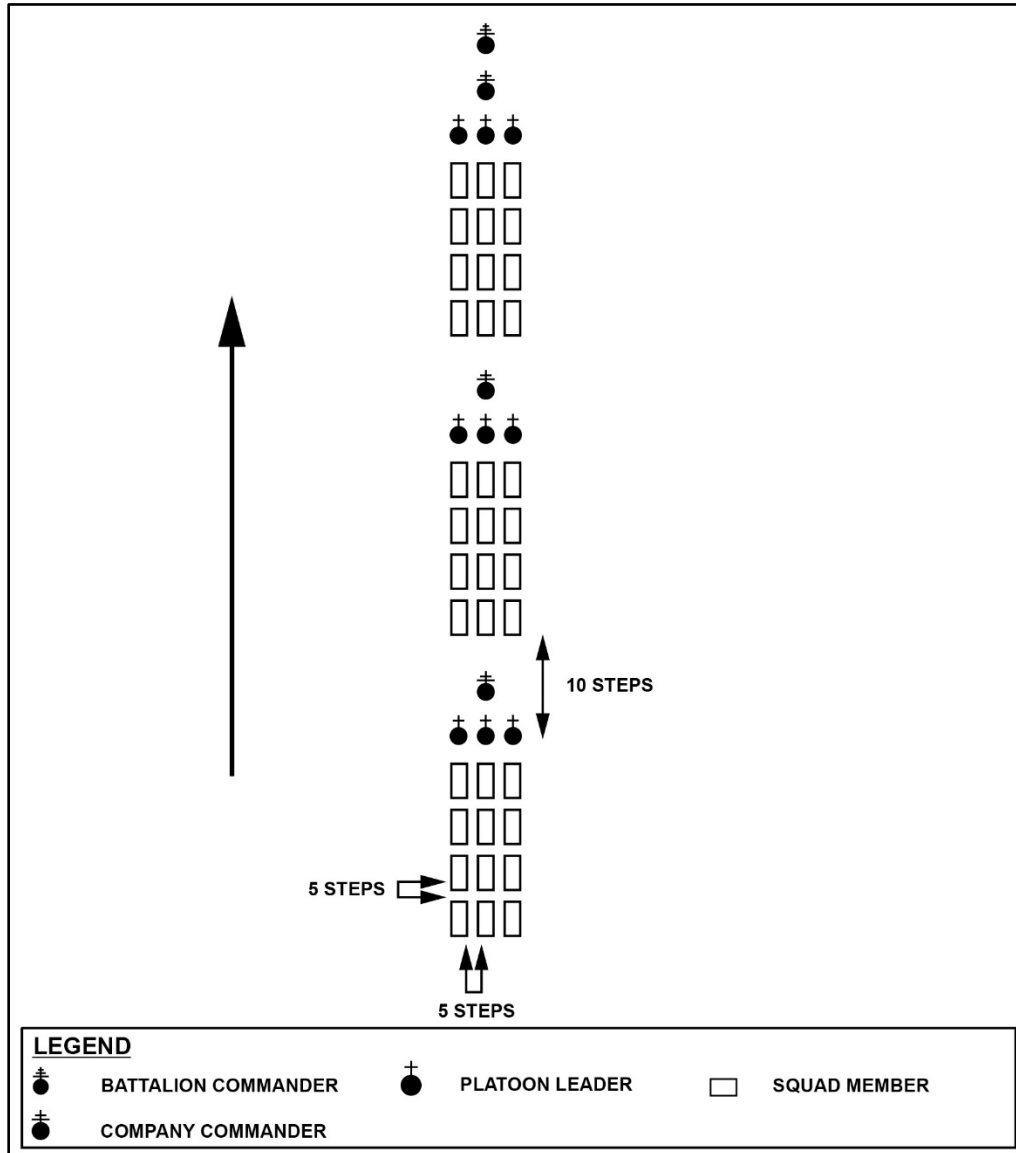 10 STEPS
5 STEPS
5 STEPS
LEGEND
BATTALION COMMANDER
PLATOON LEADER
SQUAD MEMBER
COMPANY COMMANDER